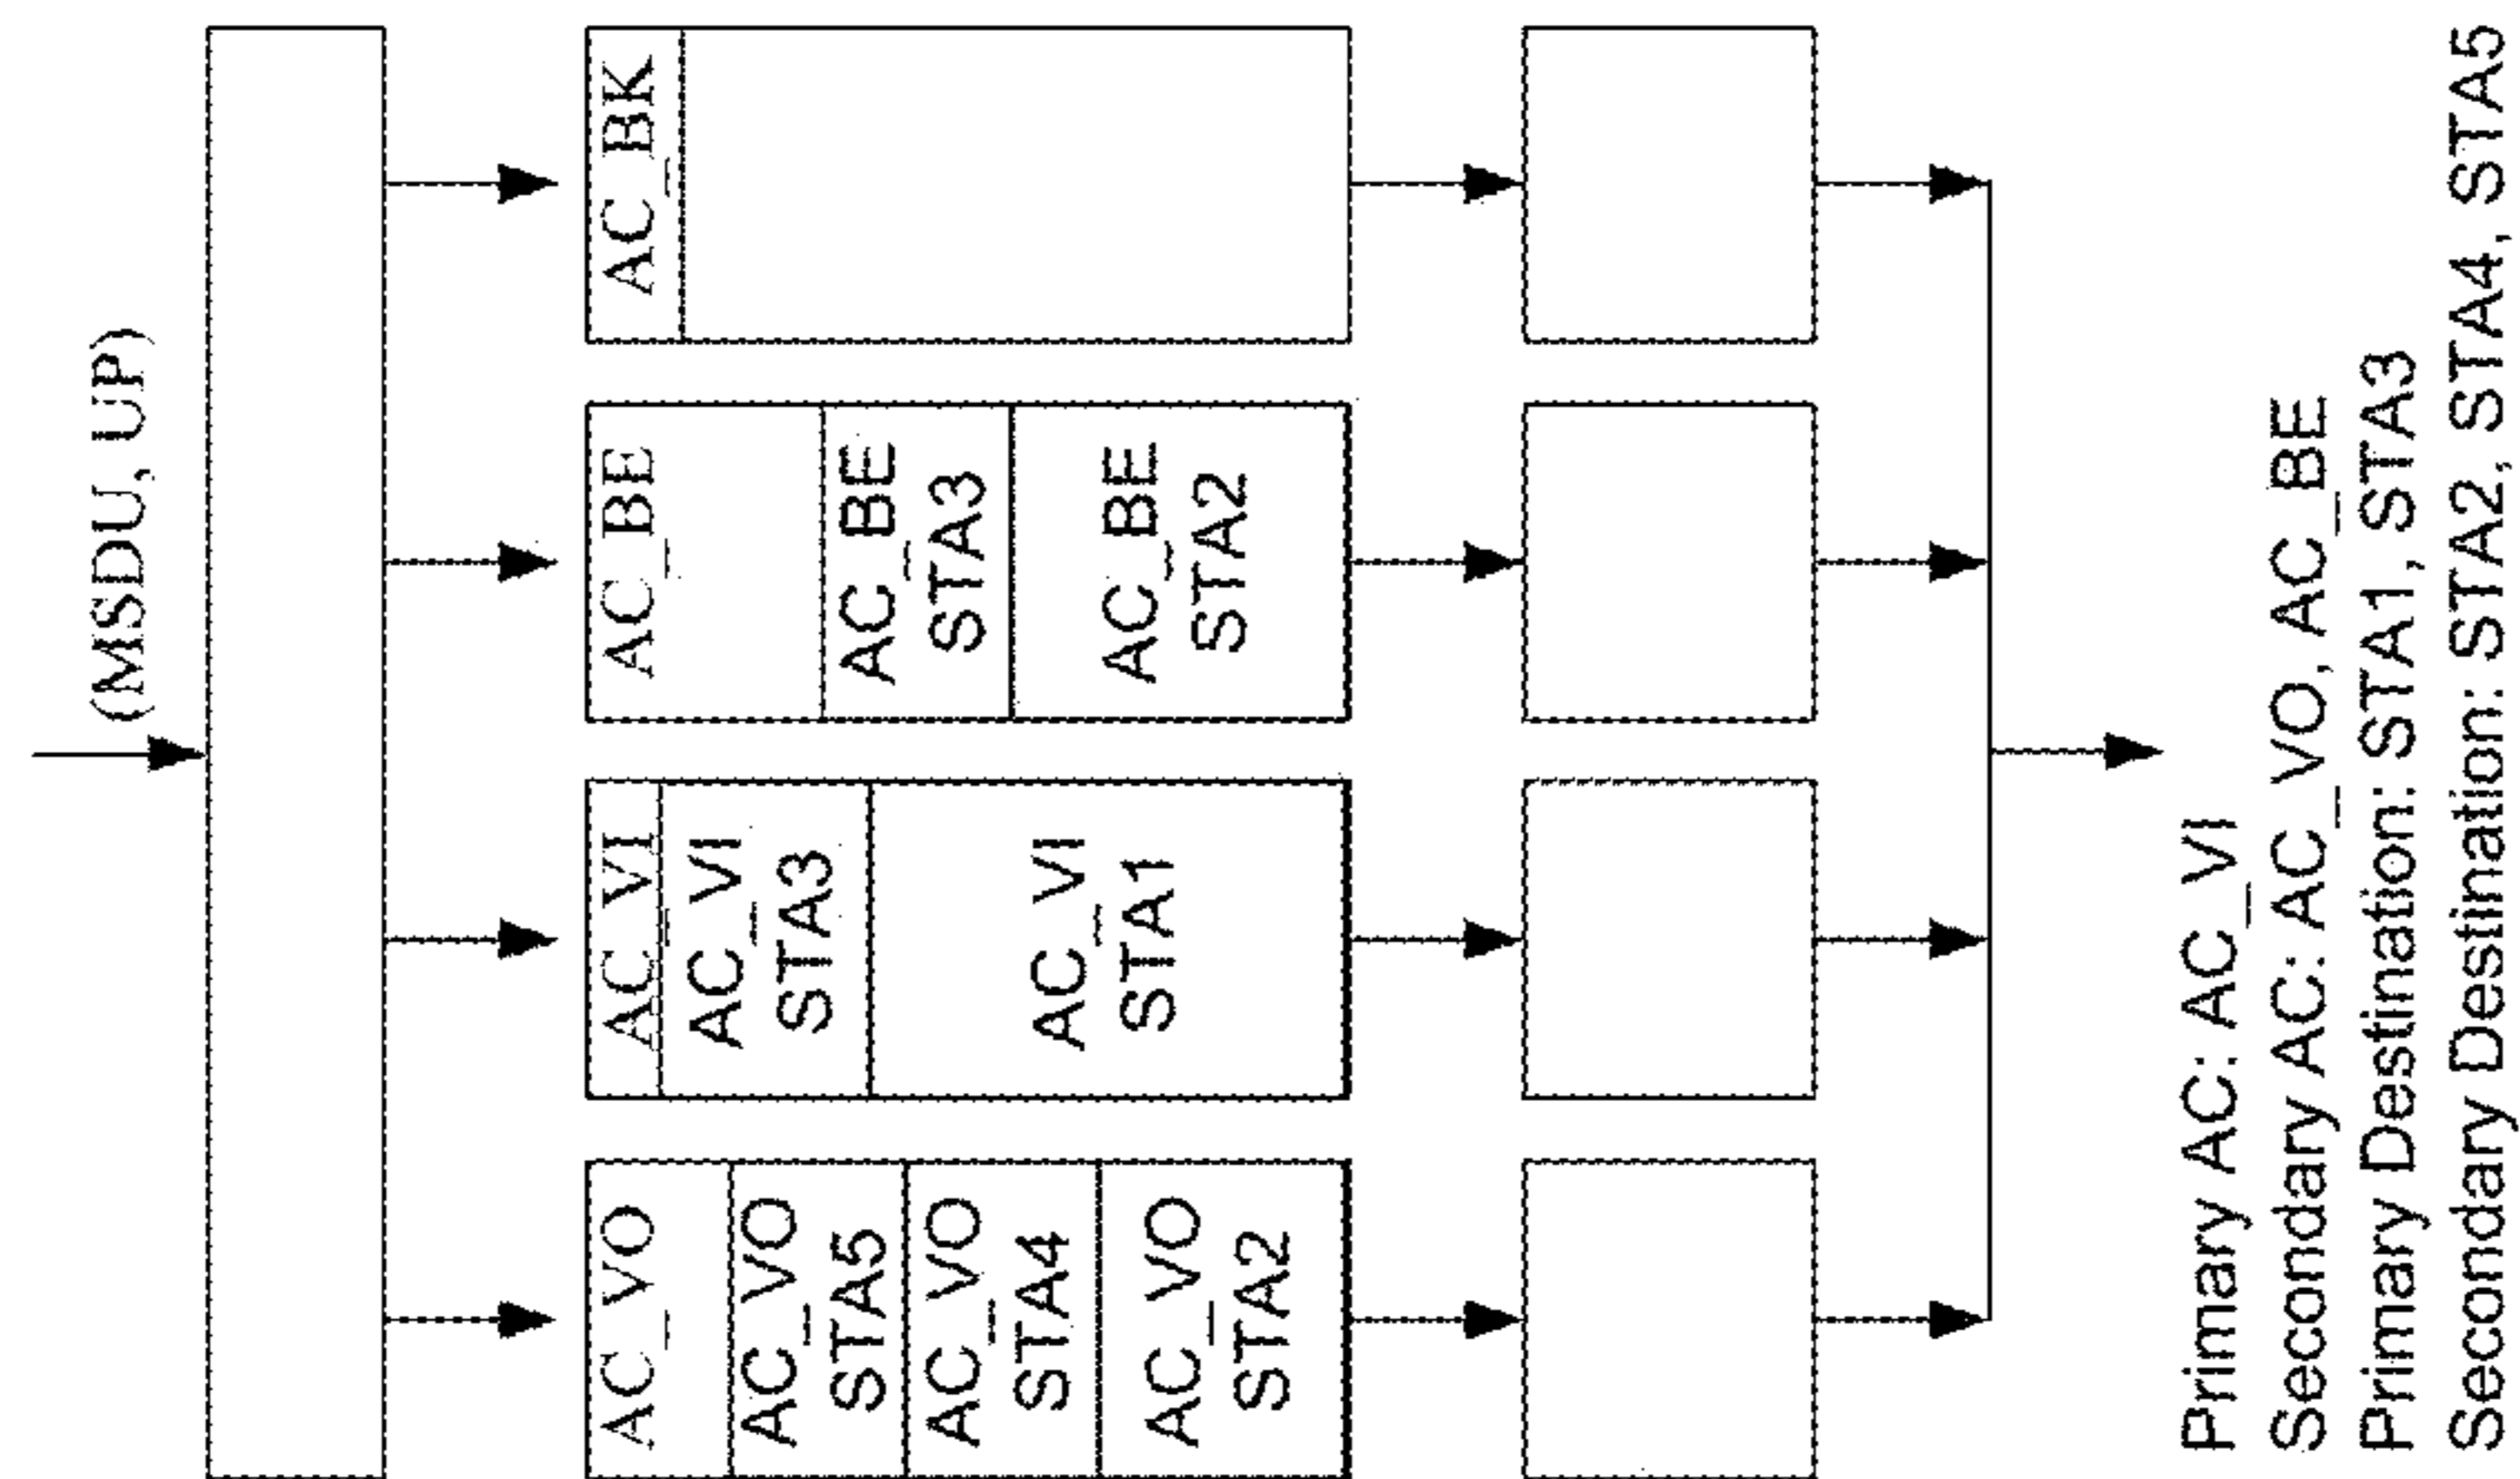 (MSDU, UP)
AC_VO
AC_VO
STA5
AC_VO
STA4
AC_VO
STA2
AC_VI
AC_VI
STA3
AC_VI
STA1
AC_BE
AC_BE
STA3
AC_BE
STA2
AC_BK
Primary AC: AC_VI
Secondary AC: AC_VO, AC_BE
Primary Destination: STA1, STA3
Secondary Destination: STA2, STA4, STA5